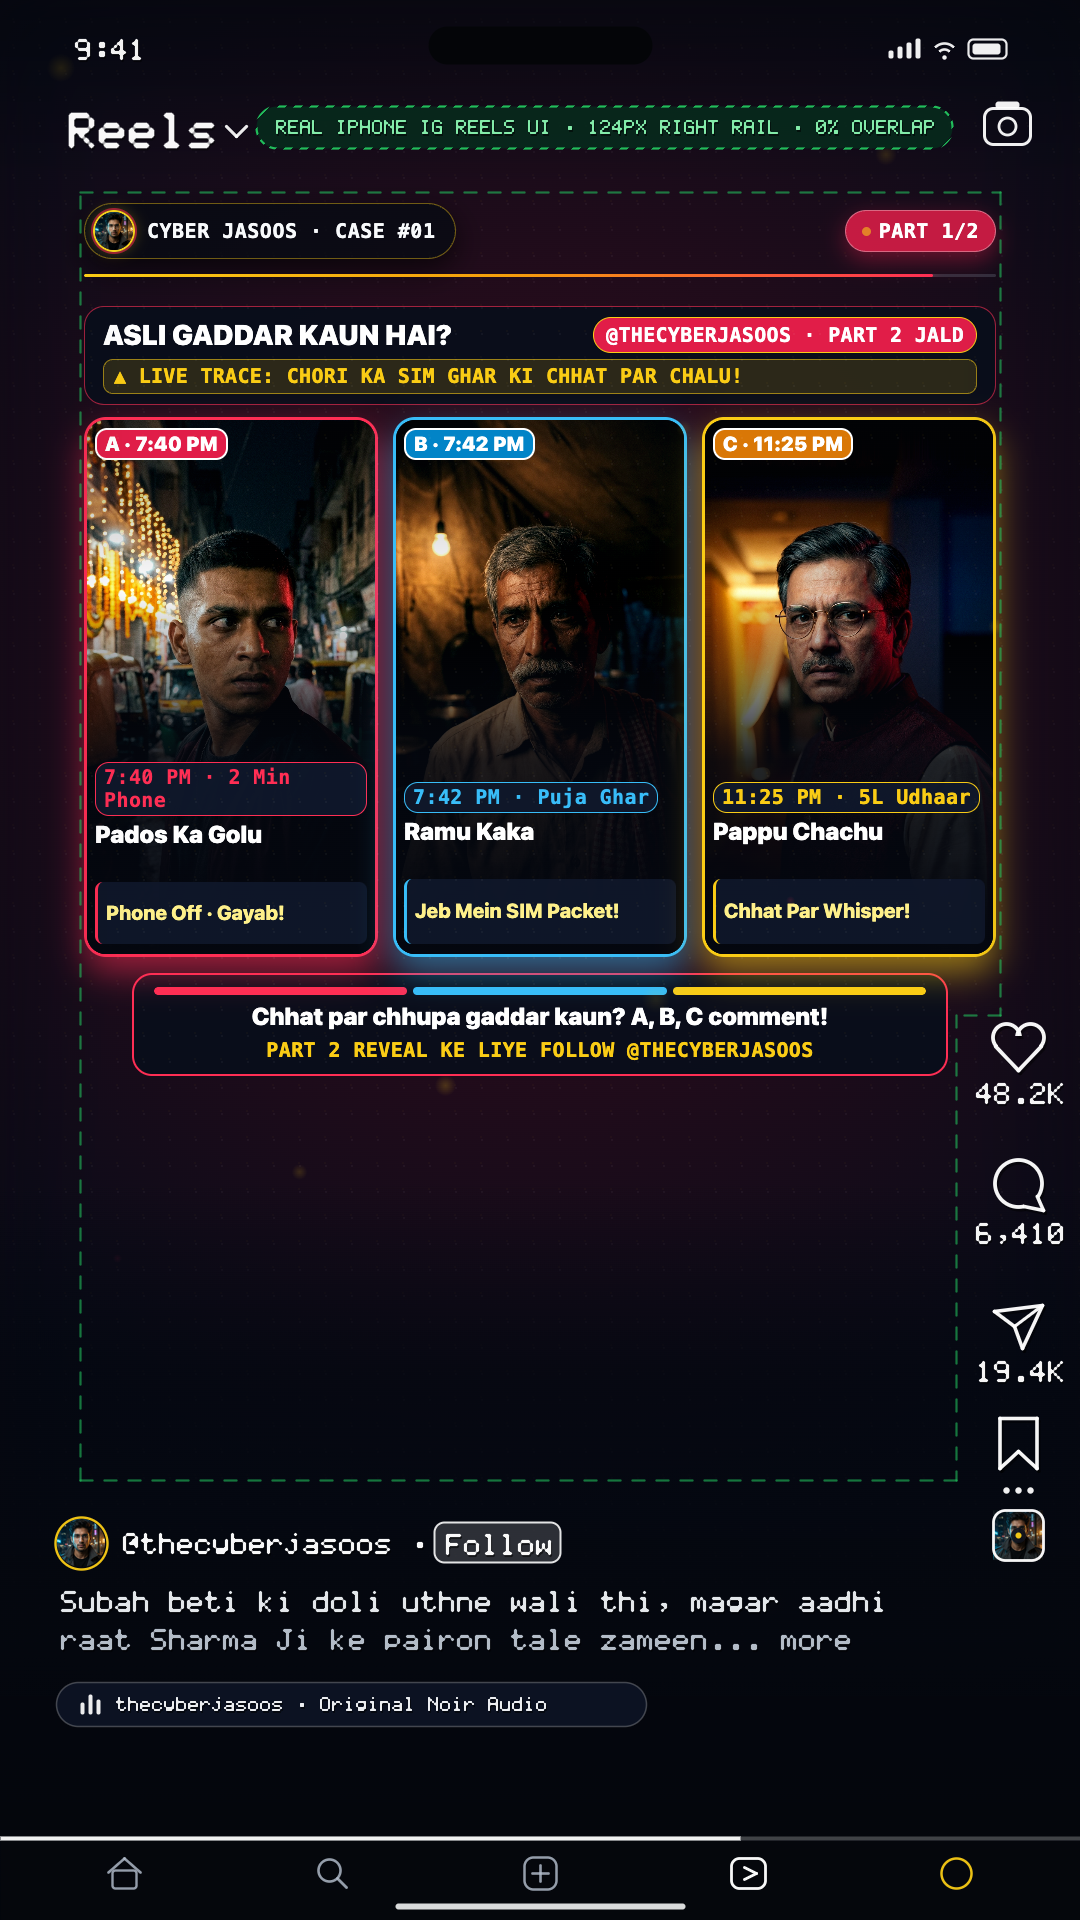 9:41
Reels
REAL IPHONE IG REELS UI · 124PX RIGHT RAIL · 0% OVERLAP
CYBER JASOOS · CASE #01
PART 1/2
ASLI GADDAR KAUN HAI?
@THECYBERJASOOS · PART 2 JALD
▲ LIVE TRACE: CHORI KA SIM GHAR KI CHHAT PAR CHALU!
A · 7:40 PM
7:40 PM · 2 Min
Phone
Pados Ka Golu
Phone Off · Gayab!
B · 7:42 PM
7:42 PM · Puja Ghar
Ramu Kaka
Jeb Mein SIM Packet!
C · 11:25 PM
11:25 PM · 5L Udhaar
Pappu Chachu
Chhat Par Whisper!
Chhat par chhupa gaddar kaun? A, B, C comment!
PART 2 REVEAL KE LIYE FOLLOW @THECYBERJASOOS
48.2K
6,410
19.4K
@thecyberjasoos · Follow
Subah beti ki doli uthne wali thi, magar aadhi
raat Sharma Ji ke pairon tale zameen... more
thecyberjasoos · Original Noir Audio